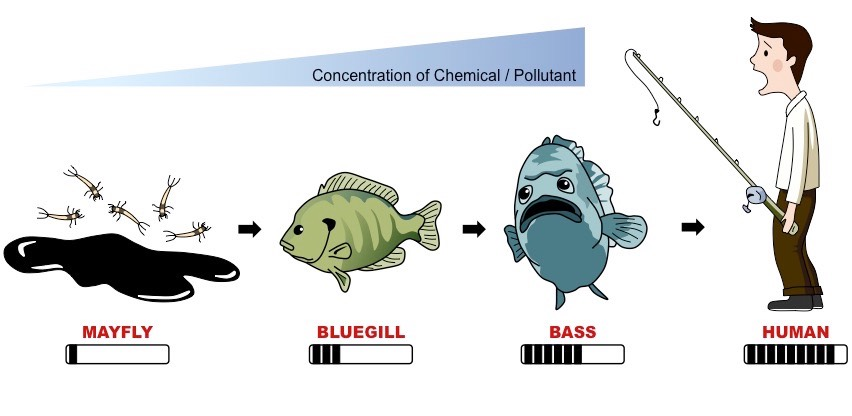 Concentration of Chemical / Pollutant
MAYFLY
BLUEGILL
BASS
HUMAN